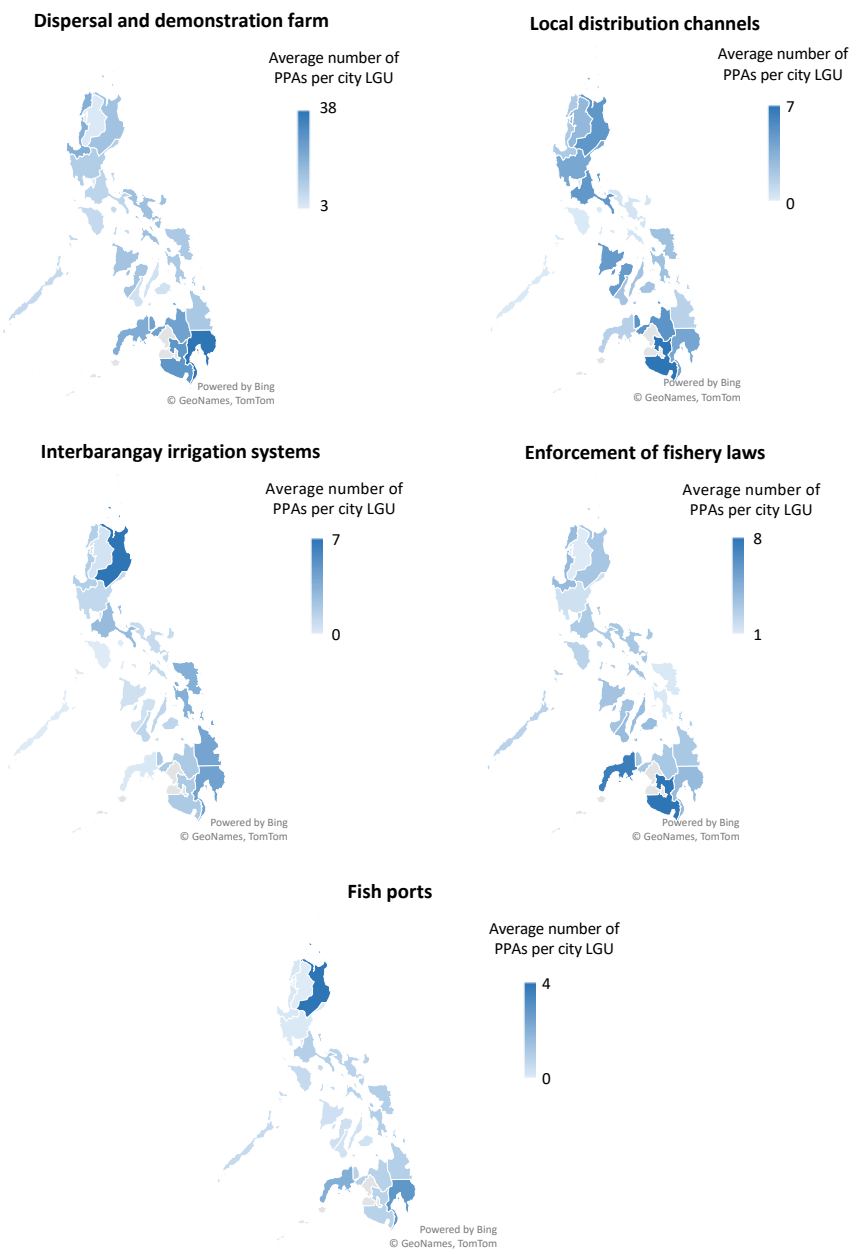 Dispersal and demonstration farm
Average number of
PPAs per city LGU
38
3
Powered by Bing
© GeoNames, TomTom
Local distribution channels
Average number of
PPAs per city LGU
7
0
Powered by Bing
© GeoNames, TomTom
Interbarangay irrigation systems
Average number of
PPAs per city LGU
7
0
Powered by Bing
© GeoNames, TomTom
Enforcement of fishery laws
Average number of
PPAs per city LGU
8
1
Powered by Bing
© GeoNames, TomTom
Fish ports
Average number of
PPAs per city LGU
4
0
Powered by Bing
© GeoNames, TomTom